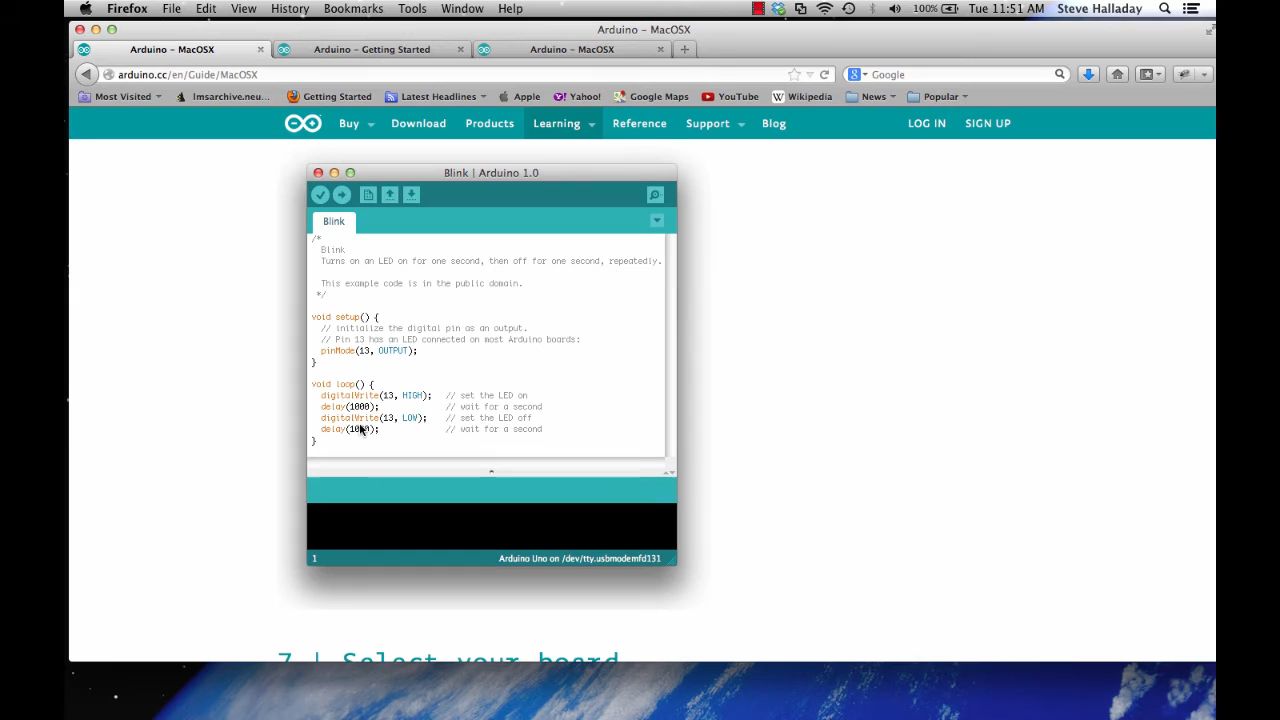 Firefox File Edit View History Bookmarks Tools Window Help 100% Tue 11:51 AM Steve Halladay
Arduino – MacOSX
Arduino – MacOSX Arduino – Getting Started Arduino – MacOSX
arduino.cc/en/Guide/MacOSX Google
Most Visited lmsarchive.neu... Getting Started Latest Headlines Apple Yahoo! Google Maps YouTube Wikipedia News Popular
Buy Download Products Learning Reference Support Blog LOG IN SIGN UP
Blink | Arduino 1.0
Blink
/*
Blink
Turns on an LED on for one second, then off for one second, repeatedly.
This example code is in the public domain.
*/
void setup() {
// initialize the digital pin as an output.
// Pin 13 has an LED connected on most Arduino boards:
pinMode(13, OUTPUT);
}
void loop() {
digitalWrite(13, HIGH); // set the LED on
delay(1000); // wait for a second
digitalWrite(13, LOW); // set the LED off
delay(1000); // wait for a second
}
1 Arduino Uno on /dev/tty.usbmodemfd131
7 | Select your board